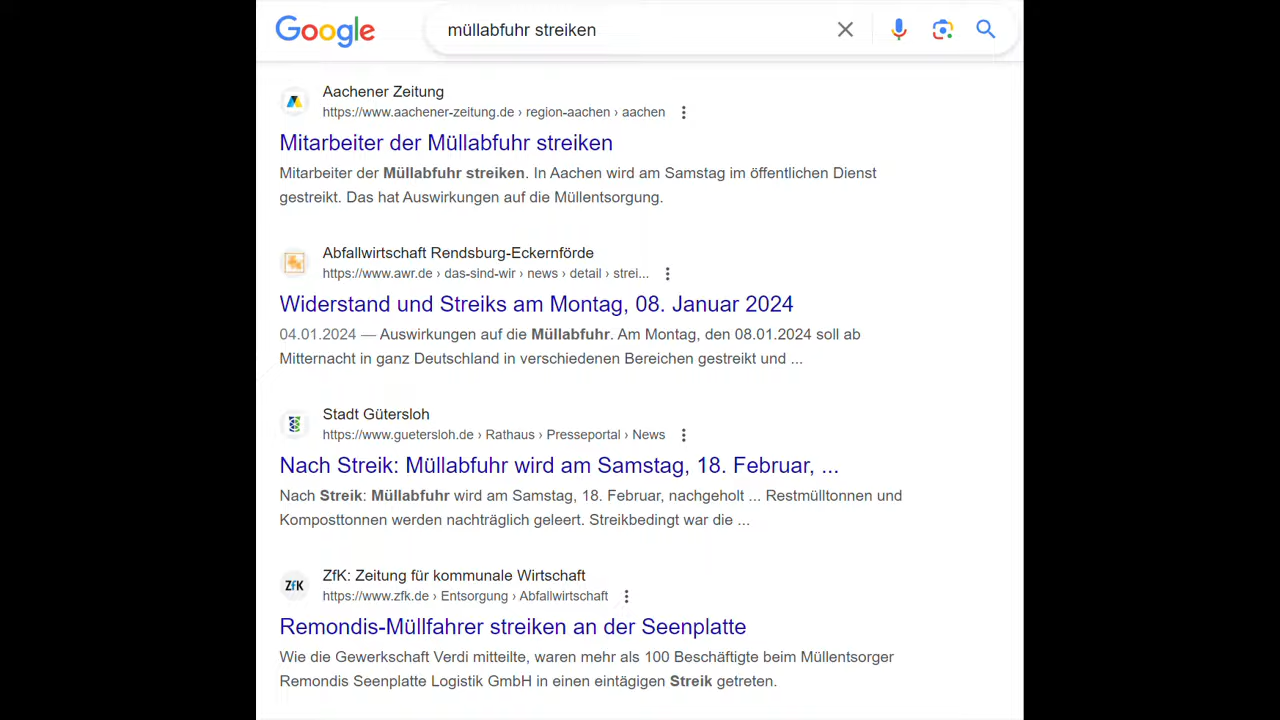 Google
müllabfuhr streiken
Aachener Zeitung
https://www.aachener-zeitung.de › region-aachen › aachen
Mitarbeiter der Müllabfuhr streiken
Mitarbeiter der Müllabfuhr streiken. In Aachen wird am Samstag im öffentlichen Dienst
gestreikt. Das hat Auswirkungen auf die Müllentsorgung.
Abfallwirtschaft Rendsburg-Eckernförde
https://www.awr.de › das-sind-wir › news › detail › strei...
Widerstand und Streiks am Montag, 08. Januar 2024
04.01.2024 — Auswirkungen auf die Müllabfuhr. Am Montag, den 08.01.2024 soll ab
Mitternacht in ganz Deutschland in verschiedenen Bereichen gestreikt und ...
Stadt Gütersloh
https://www.guetersloh.de › Rathaus › Presseportal › News
Nach Streik: Müllabfuhr wird am Samstag, 18. Februar, ...
Nach Streik: Müllabfuhr wird am Samstag, 18. Februar, nachgeholt ... Restmülltonnen und
Komposttonnen werden nachträglich geleert. Streikbedingt war die ...
ZfK ZfK: Zeitung für kommunale Wirtschaft
https://www.zfk.de › Entsorgung › Abfallwirtschaft
Remondis-Müllfahrer streiken an der Seenplatte
Wie die Gewerkschaft Verdi mitteilte, waren mehr als 100 Beschäftigte beim Müllentsorger
Remondis Seenplatte Logistik GmbH in einen eintägigen Streik getreten.